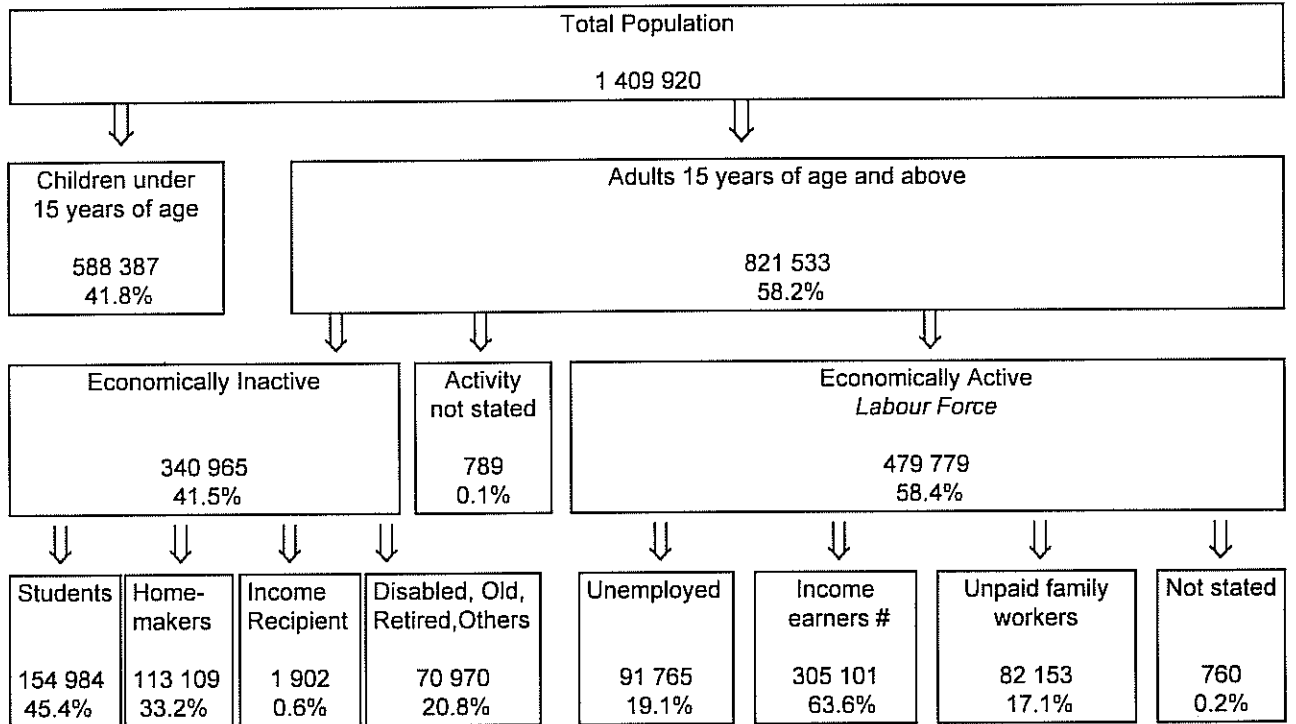 Total Population
1 409 920
Children under
15 years of age
588 387
41.8%
Adults 15 years of age and above
821 533
58.2%
Economically Inactive
340 965
41.5%
Activity
not stated
789
0.1%
Economically Active
Labour Force
479 779
58.4%
Students
154 984
45.4%
Home-
makers
113 109
33.2%
Income
Recipient
1 902
0.6%
Disabled, Old,
Retired,Others
70 970
20.8%
Unemployed
91 765
19.1%
Income
earners #
305 101
63.6%
Unpaid family
workers
82 153
17.1%
Not stated
760
0.2%